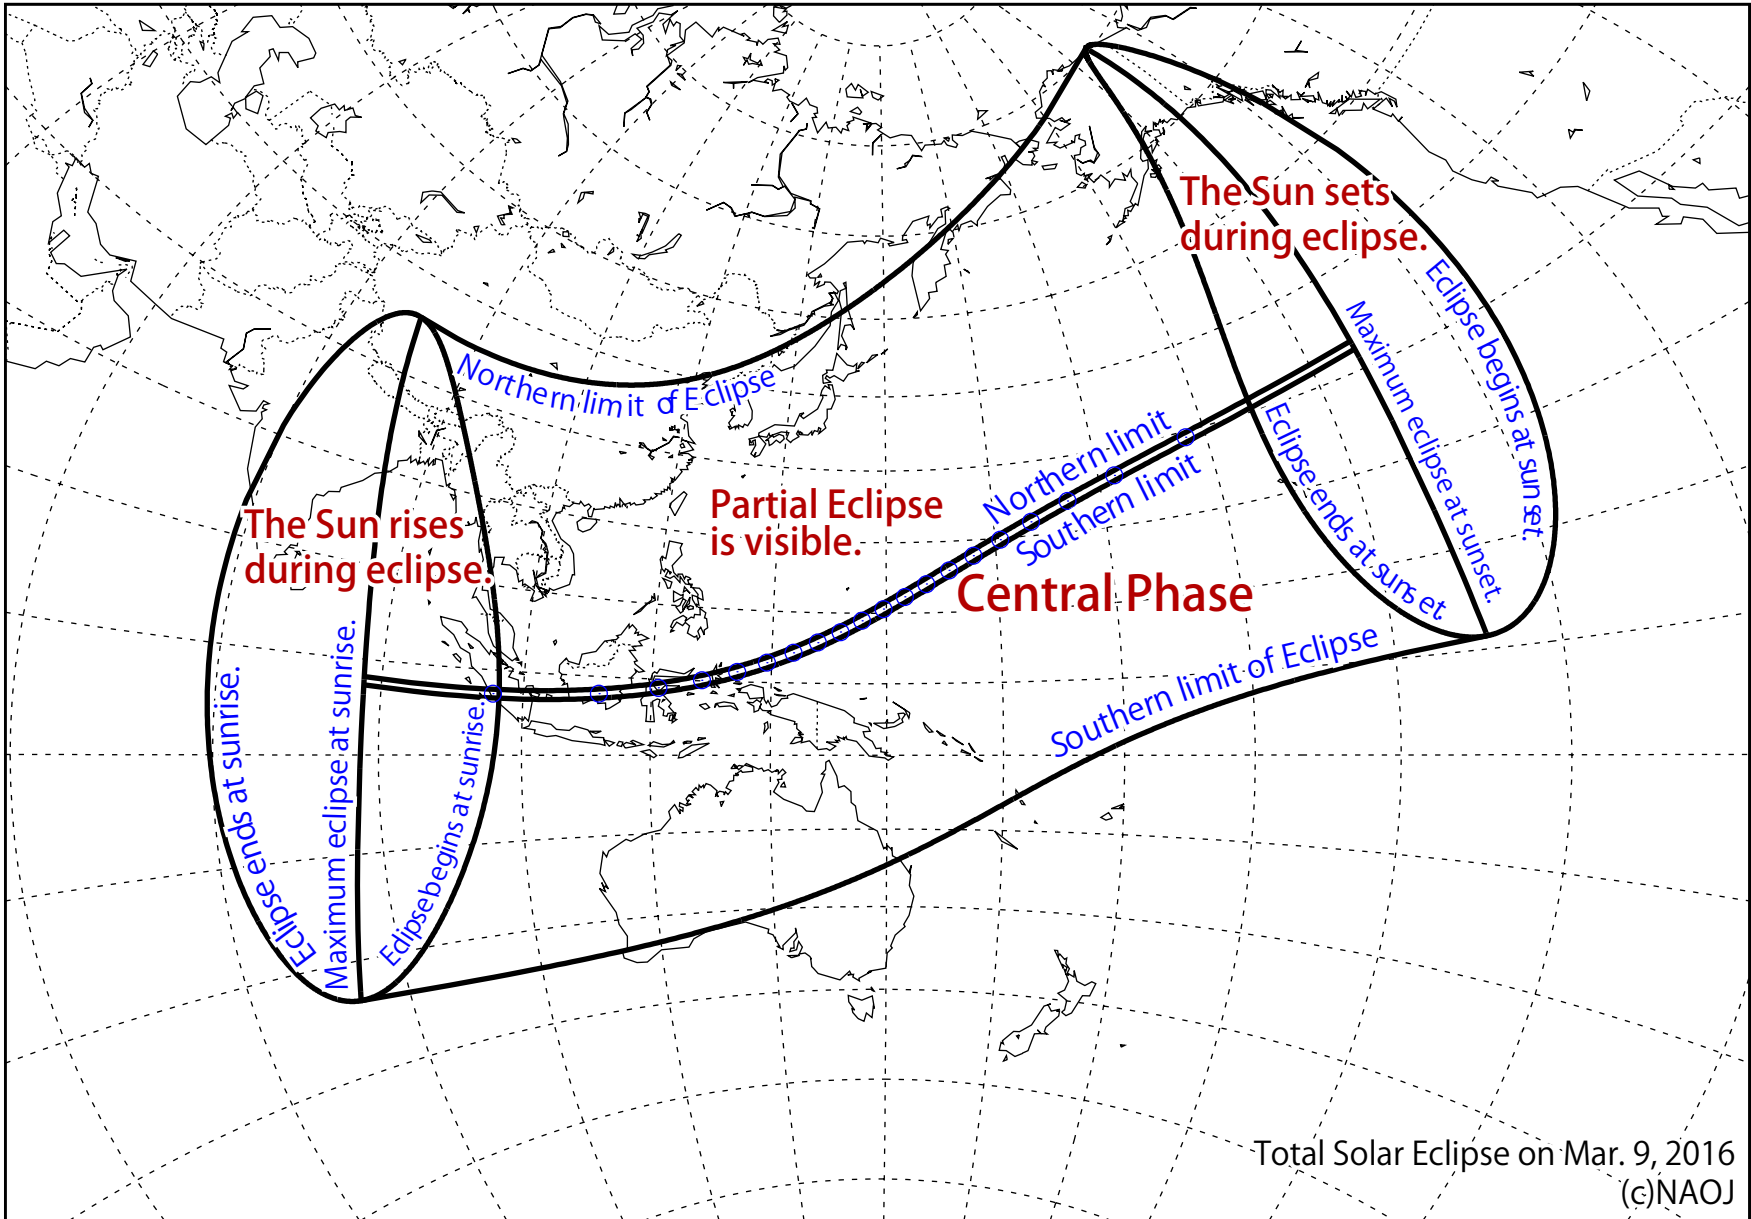 The Sun sets
during eclipse.
Eclipse begins at sunset.
Maximum eclipse at sunset.
Eclipse ends at sunset.
Northern limit of Eclipse
Northern limit
Southern limit
Partial Eclipse
is visible.
The Sun rises
during eclipse.
Central Phase
Southern limit of Eclipse
Eclipse ends at sunrise.
Maximum eclipse at sunrise.
Eclipse begins at sunrise.
Total Solar Eclipse on Mar. 9, 2016
(c)NAOJ